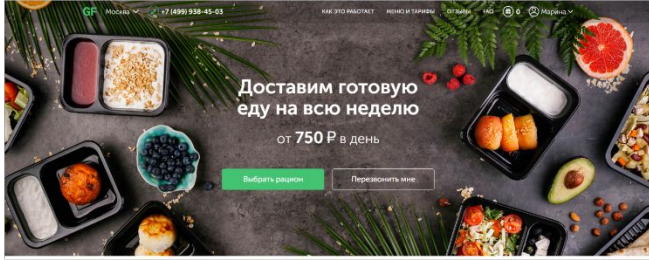 GF Москва +7 (499) 938-45-03 КАК ЭТО РАБОТАЕТ МЕНЮ И ТАРИФЫ ОТЗЫВЫ FAQ 0 Марина
Доставим готовую
еду на всю неделю
от 750 ₽ в день
Выбрать рацион Перезвонить мне